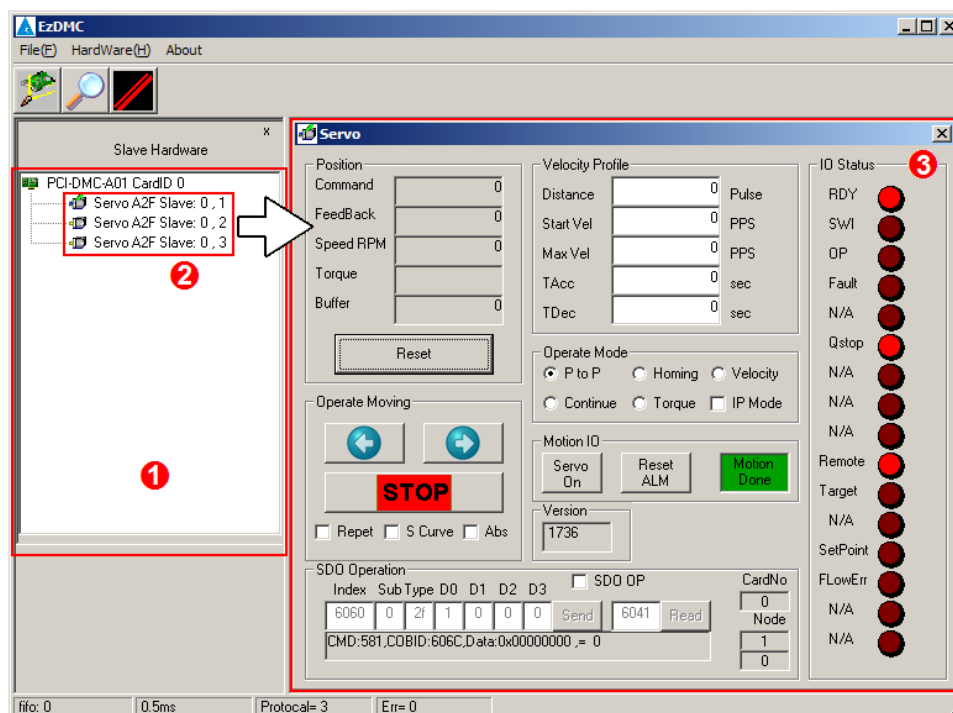 EzDMC
File(F) HardWare(H) About
x
Slave Hardware
PCI-DMC-A01 CardID 0
Servo A2F Slave: 0 , 1
Servo A2F Slave: 0 , 2
Servo A2F Slave: 0 , 3
2
1
Servo
3
Position
Command 0
FeedBack 0
Speed RPM 0
Torque
Buffer 0
Reset
Velocity Profile
Distance 0 Pulse
Start Vel 0 PPS
Max Vel 0 PPS
TAcc 0 sec
TDec 0 sec
Operate Mode
P to P Homing Velocity
Continue Torque IP Mode
Operate Moving
STOP
Repet S Curve Abs
Motion IO
Servo On
Reset ALM
Motion Done
Version
1736
SDO Operation
Index Sub Type D0 D1 D2 D3 SDO OP
6060 0 2f 1 0 0 0 Send 6041 Read
CMD:581,COBID:606C,Data:0x00000000 ,= 0
CardNo
0
Node
1
0
IO Status
RDY
SWI
OP
Fault
N/A
Qstop
N/A
N/A
N/A
Remote
Target
N/A
SetPoint
FLowErr
N/A
N/A
fifo: 0 0.5ms Protocal= 3 Err= 0